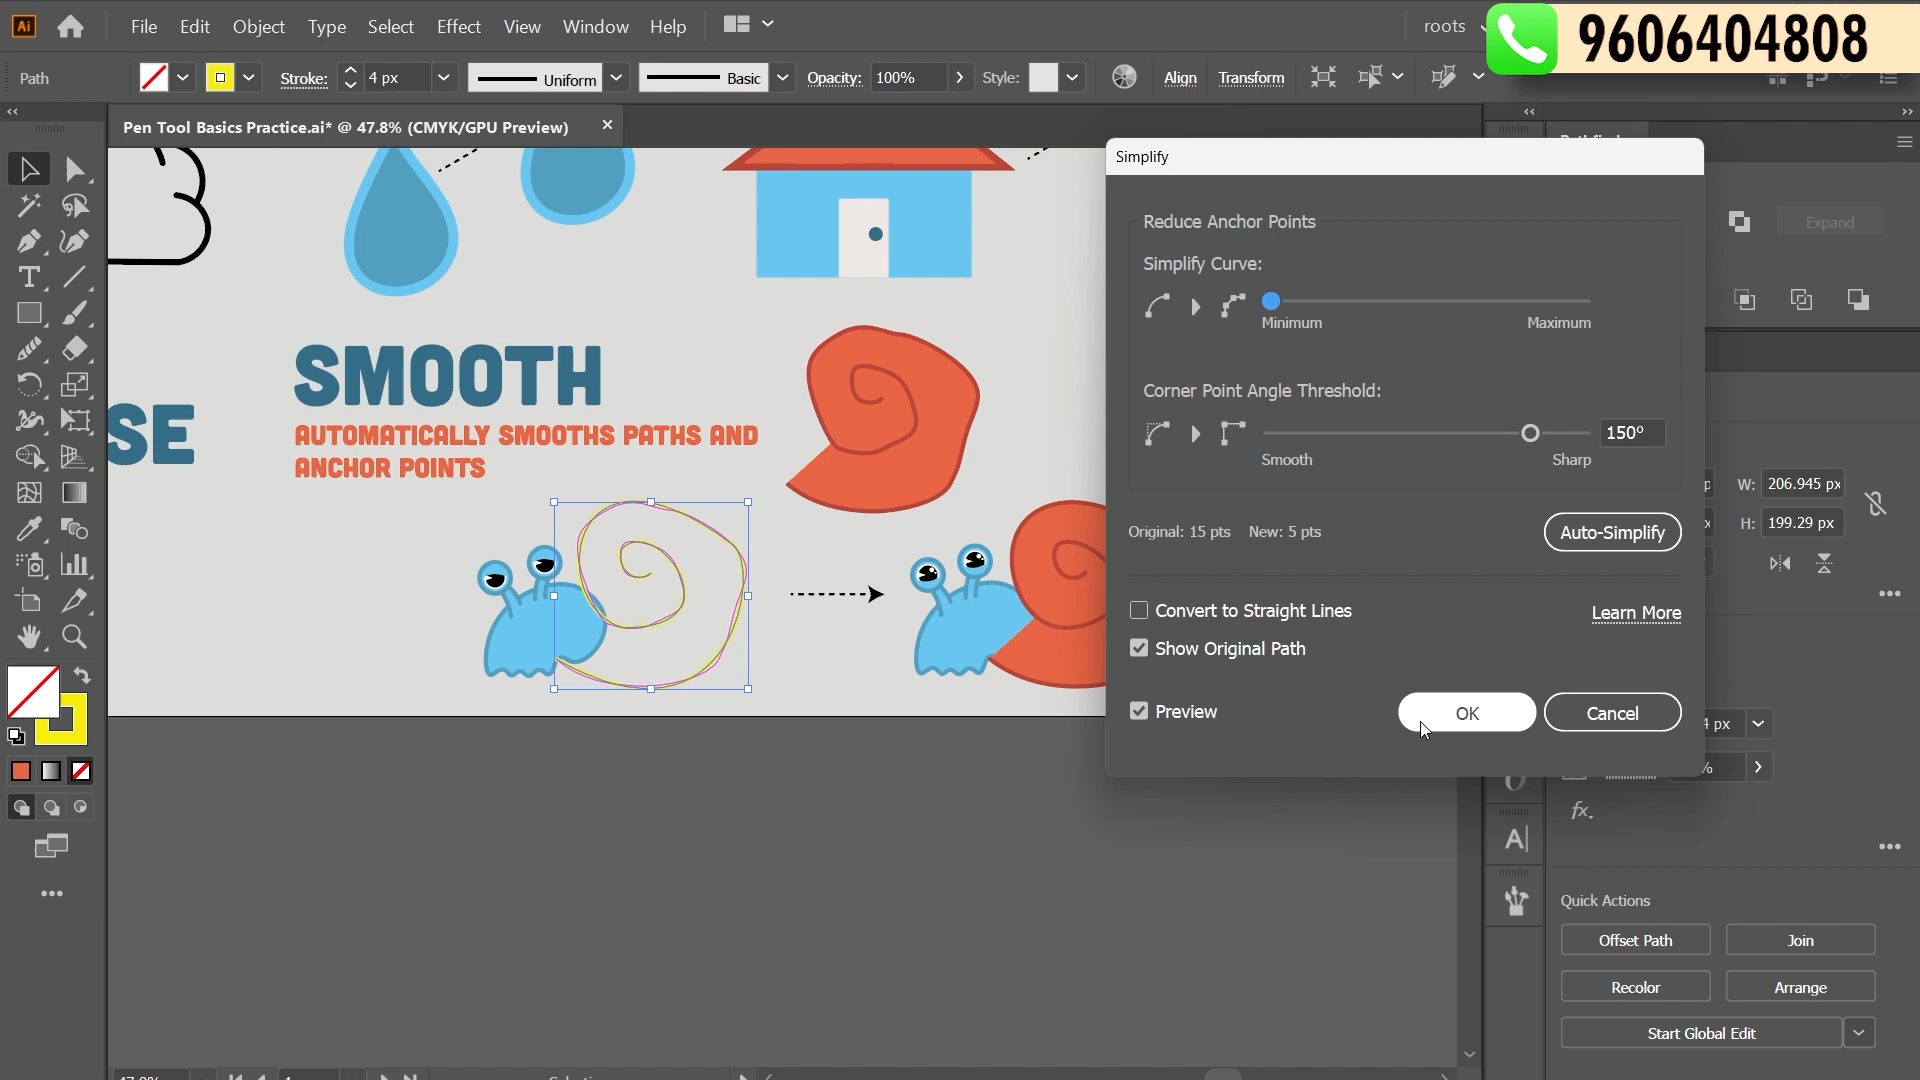 Ai File Edit Object Type Select Effect View Window Help roots 9606404808
Path Stroke: 4 px Uniform Basic Opacity: 100% Style: Align Transform
Pen Tool Basics Practice.ai* @ 47.8% (CMYK/GPU Preview)
Simplify
Reduce Anchor Points
Expand
Simplify Curve:
Minimum Maximum
SMOOTH
Corner Point Angle Threshold:
SE
AUTOMATICALLY SMOOTHS PATHS AND
ANCHOR POINTS
150°
Smooth Sharp
W: 206.945 px
H: 199.29 px
Original: 15 pts New: 5 pts Auto-Simplify
Convert to Straight Lines Learn More
Show Original Path
Preview OK Cancel
px
%
fx.
A
Quick Actions
Offset Path Join
Recolor Arrange
Start Global Edit